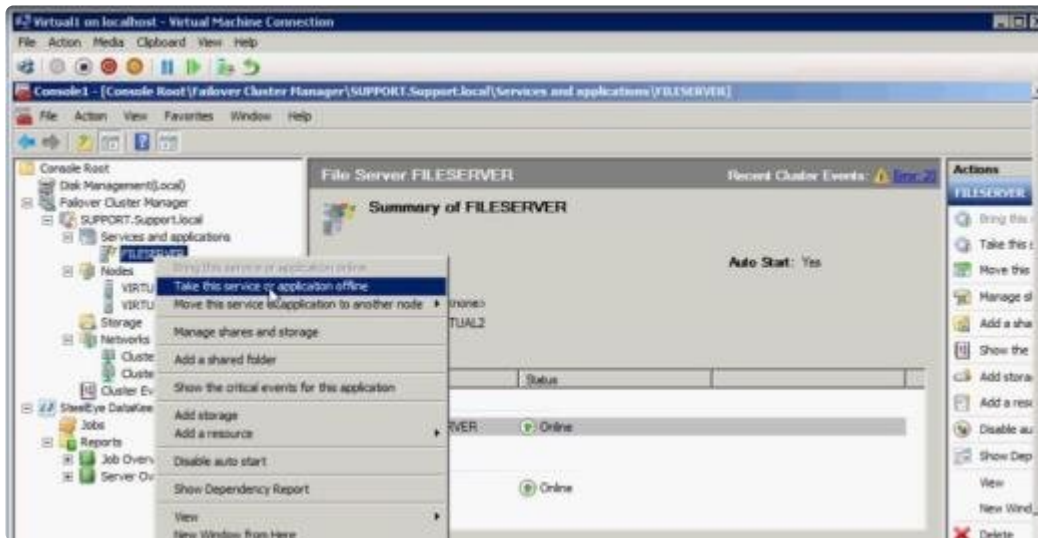 Virtual1 on localhost - Virtual Machine Connection
File Action Media Clipboard View Help
Console1 - [Console Root\Failover Cluster Manager\SUPPORT.Support.local\Services and applications\FILESERVER]
File Action View Favorites Window Help
Console Root
Disk Management(Local)
Failover Cluster Manager
SUPPORT.Support.local
Services and applications
FILESERVER
Nodes
VIRTU
VIRTU
Storage
Networks
Cluste
Cluste
Cluster Ev
SteelEye DataKee
Jobs
Reports
Job Overv
Server Ov
Bring this service or application online
Take this service or application offline
Move this service or application to another node
Manage shares and storage
Add a shared folder
Show the critical events for this application
Add storage
Add a resource
Disable auto start
Show Dependency Report
View
New Window from Here
File Server FILESERVER
Recent Cluster Events:
Summary of FILESERVER
Auto Start: Yes
<none>
TUAL2
Status
RVER Online
Online
Actions
FILESERVER
Bring this
Take this s
Move this
Manage sh
Add a sha
Show the
Add stora
Add a reso
Disable au
Show Dep
View
New Wind
Delete